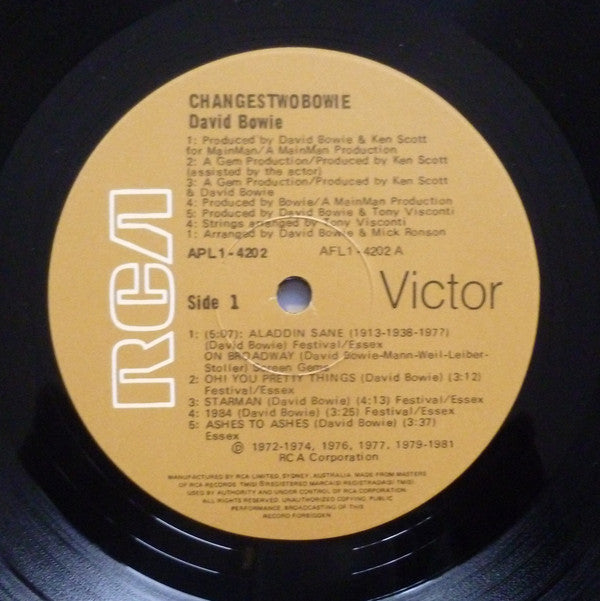 CHANGESTWOBOWIE
David Bowie
1: Produced by David Bowie & Ken Scott
for MainMan/A MainMan Production
2: A Gem Production/Produced by Ken Scott
(assisted by the actor)
3: A Gem Production/Produced by Ken Scott
& David Bowie
4: Produced by Bowie/A MainMan Production
5: Produced by David Bowie & Tony Visconti
4: Strings arranged by Tony Visconti
1: Arranged by David Bowie & Mick Ronson
APL1-4202 AFL1-4202 A
RCA
Side 1
Victor
1: (5:07): ALADDIN SANE (1913-1938-197?)
(David Bowie) Festival/Essex
ON BROADWAY (David Bowie-Mann-Weil-Leiber-
Stoller) Screen Gems
2: OH! YOU PRETTY THINGS (David Bowie) (3:12)
Festival/Essex
3: STARMAN (David Bowie) (4:13) Festival/Essex
4: 1984 (David Bowie) (3:25) Festival/Essex
5: ASHES TO ASHES (David Bowie) (3:37)
Essex
℗ 1972-1974, 1976, 1977. 1979-1981
RCA Corporation
MANUFACTURED BY RCA LIMITED, SYDNEY, AUSTRALIA. MADE FROM MASTERS
OF RCA RECORDS TM(S) ® REGISTERED MARCA(S) REGISTRADA(S) TM(S)
USED BY AUTHORITY AND UNDER CONTROL OF RCA CORPORATION.
ALL RIGHTS RESERVED. UNAUTHORIZED COPYING, PUBLIC
PERFORMANCE, BROADCASTING OF THIS
RECORD FORBIDDEN